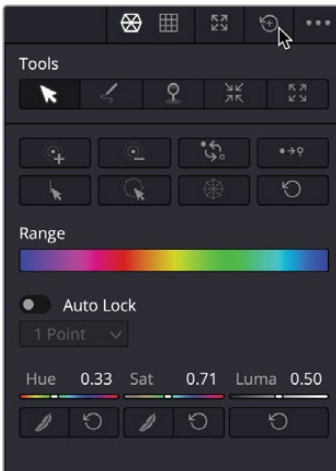 Tools
Range
Auto Lock
1 Point
Hue 0.33 Sat 0.71 Luma 0.50